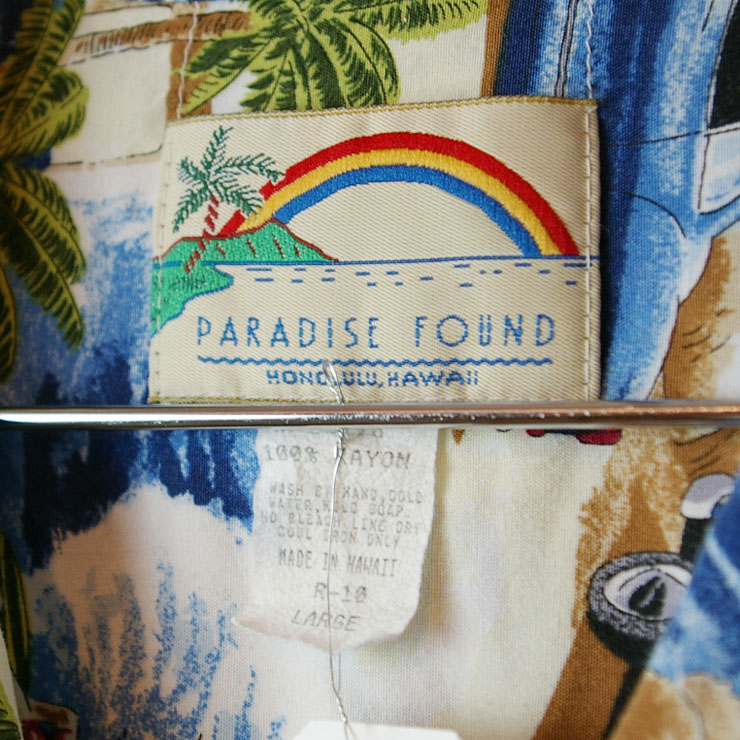 PARADISE FOUND
HONOLULU, HAWAII
100% RAYON
WASH BY HAND, COLD
WATER, MILD SOAP.
NO BLEACH LINE DRY
COOL IRON ONLY
MADE IN HAWAII
R-10
LARGE